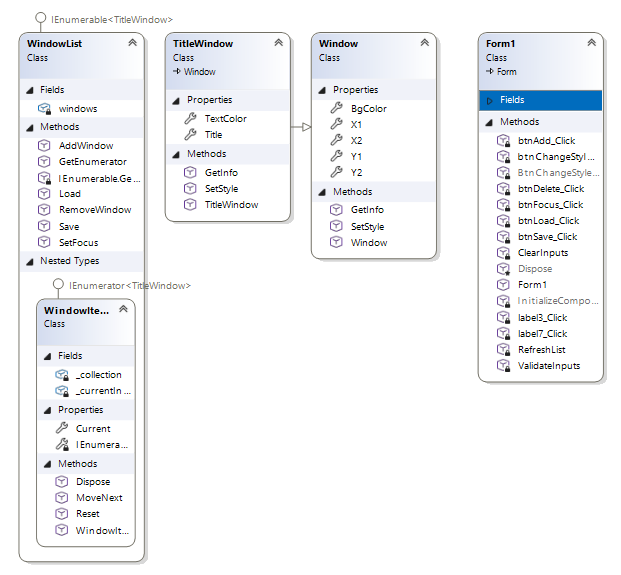 IEnumerable<TitleWindow>
WindowList
Class
Fields
windows
Methods
AddWindow
GetEnumerator
IEnumerable.Ge...
Load
RemoveWindow
Save
SetFocus
Nested Types
IEnumerator<TitleWindow>
WindowIte...
Class
Fields
_collection
_currentIn...
Properties
Current
IEnumera...
Methods
Dispose
MoveNext
Reset
WindowIt...
TitleWindow
Class
Window
Properties
TextColor
Title
Methods
GetInfo
SetStyle
TitleWindow
Window
Class
Properties
BgColor
X1
X2
Y1
Y2
Methods
GetInfo
SetStyle
Window
Form1
Class
Form
Fields
Methods
btnAdd_Click
btnChangeStyl...
BtnChangeStyle...
btnDelete_Click
btnFocus_Click
btnLoad_Click
btnSave_Click
ClearInputs
Dispose
Form1
InitializeCompo...
label3_Click
label7_Click
RefreshList
ValidateInputs